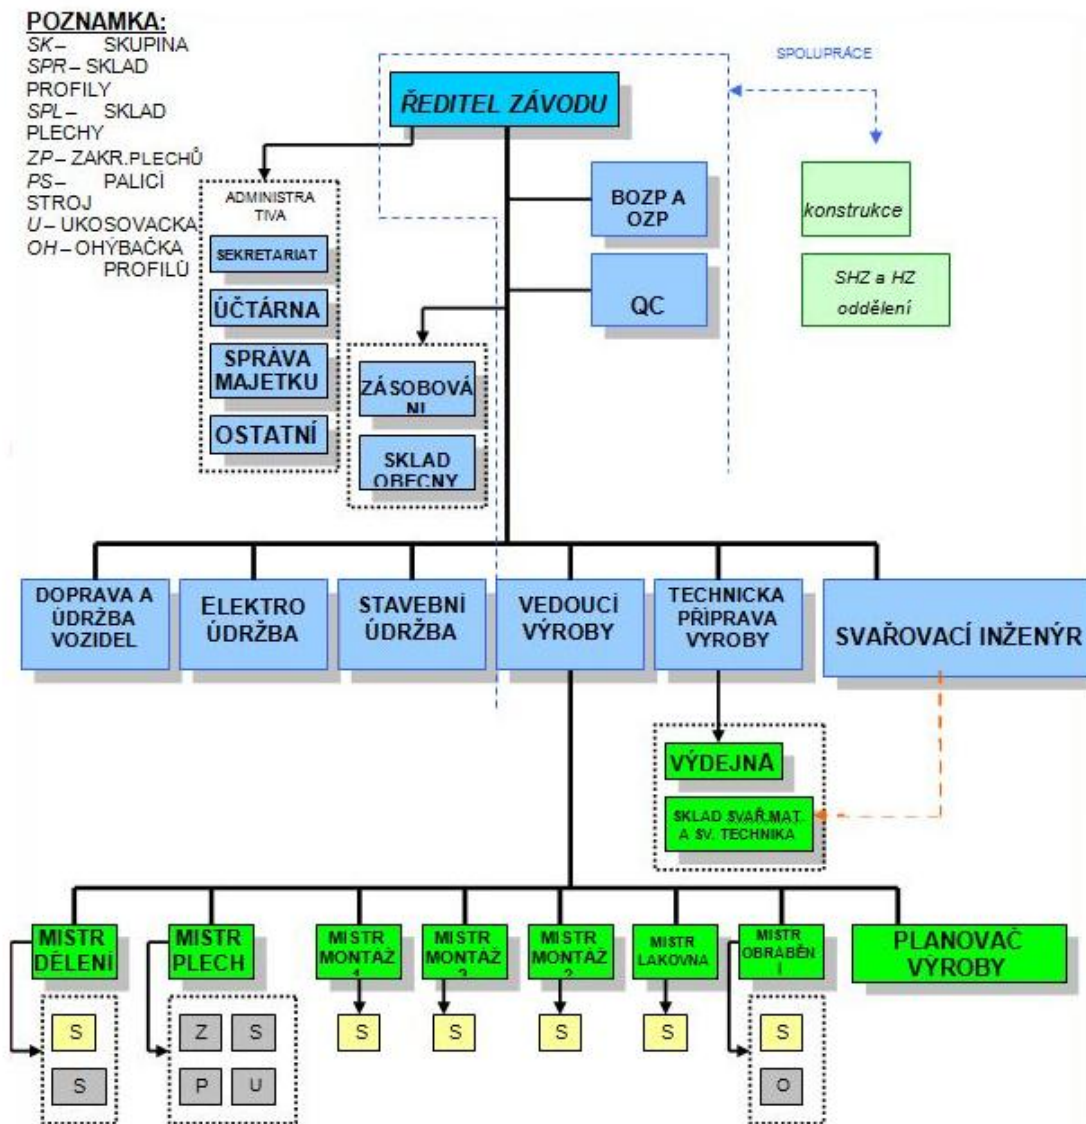 POZNAMKA:
SK – SKUPINA
SPR – SKLAD
PROFILY
SPL – SKLAD
PLECHY
ZP – ZAKR.PLECHŮ
PS – PALICÍ
STROJ
U – UKOSOVACKA
OH – OHÝBAČKA
PROFILŮ
SPOLUPRÁCE
ŘEDITEL ZÁVODU
ADMINISTRA
TIVA
SEKRETARIAT
ÚČTÁRNA
SPRÁVA
MAJETKU
OSTATNÍ
ZÁSOBOVÁ
NI
SKLAD
OBECNY
BOZP A
OZP
QC
konstrukce
SHZ a HZ
oddělení
DOPRAVA A
ÚDRŽBA
VOZIDEL
ELEKTRO
ÚDRŽBA
STAVEBNÍ
ÚDRŽBA
VEDOUCÍ
VÝROBY
TECHNICKA
PŘÍPRAVA
VYROBY
SVAŘOVACÍ INŽENÝR
VÝDEJNA
SKLAD SVAŘ.MAT.
A SV. TECHNIKA
MISTR
DĚLENÍ
MISTR
PLECH
MISTR
MONTÁŽ
1
MISTR
MONTÁŽ
MISTR
MONTÁŽ
2
MISTR
LAKOVNA
MISTR
OBRABĚN
Í
PLANOVAČ
VÝROBY
S
S
Z S
P U
S
S
S
S
S
O